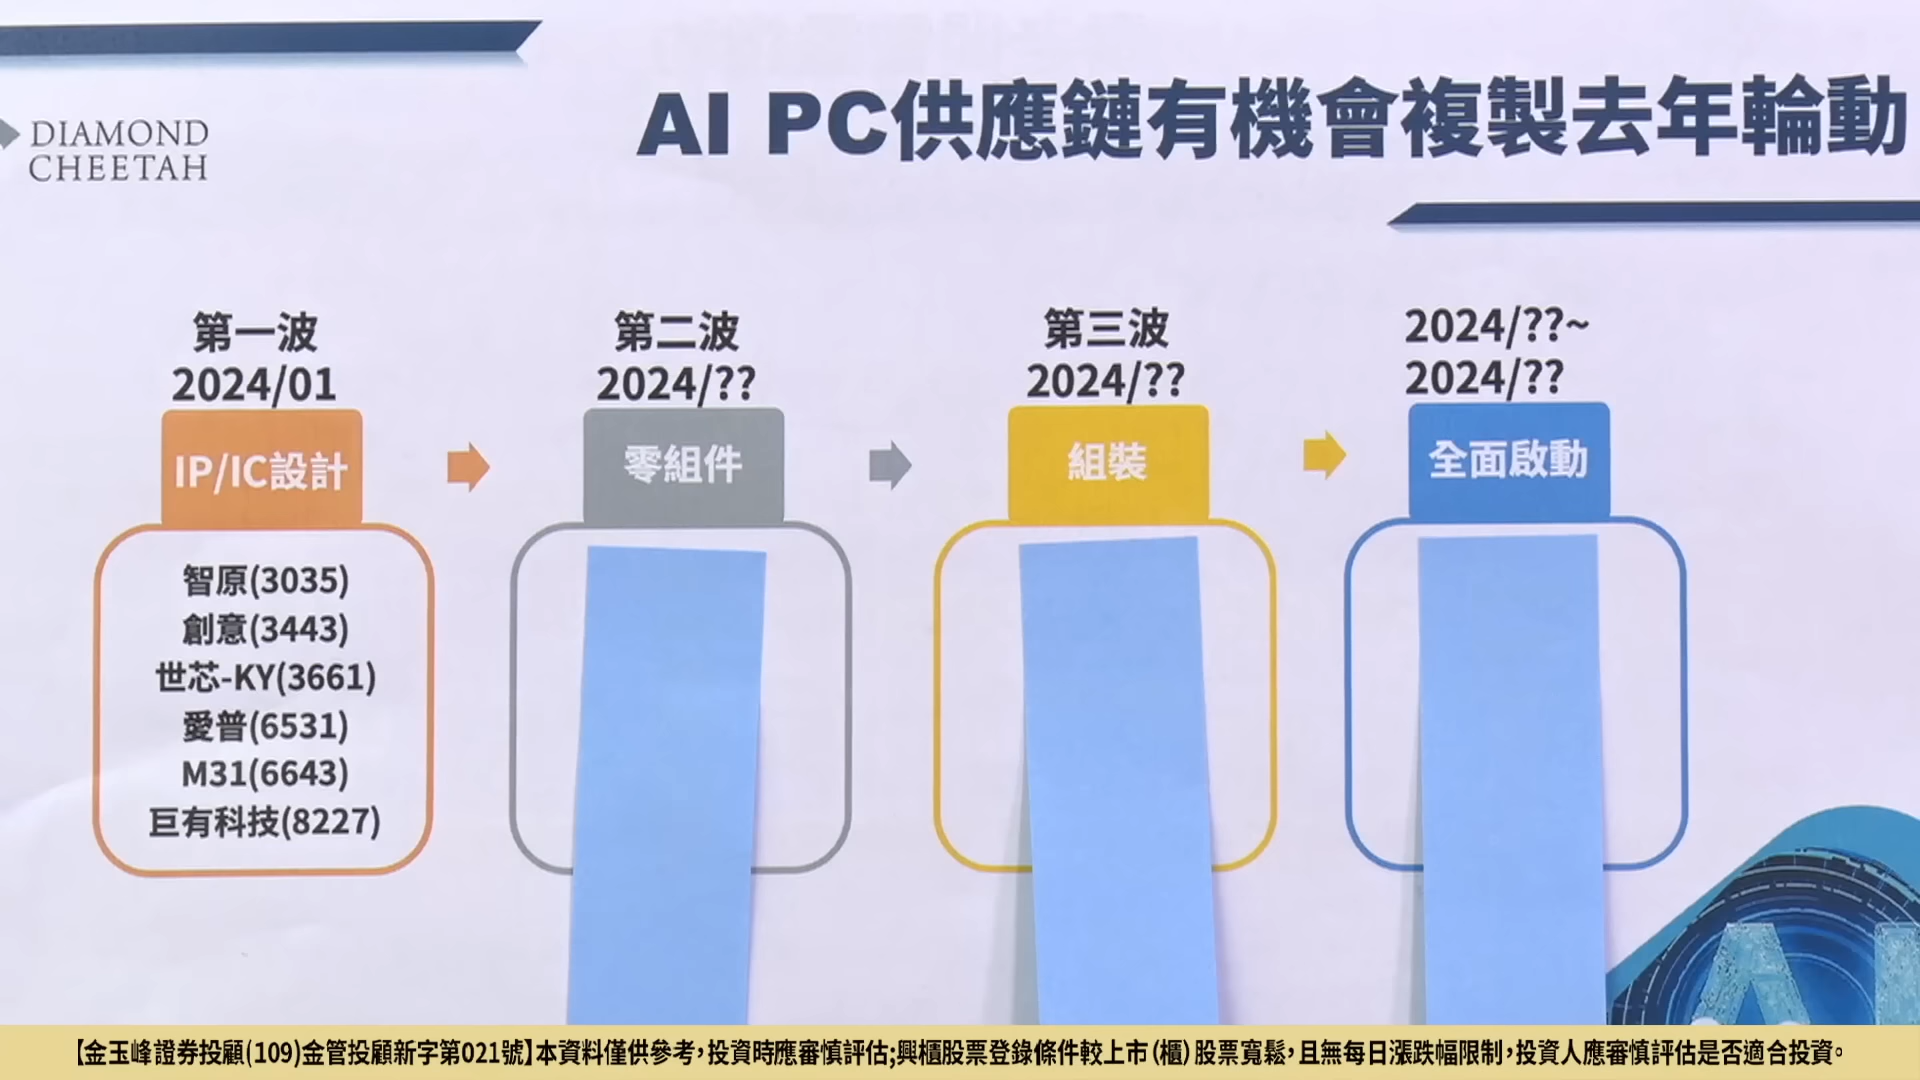 AI PC供應鏈有機會複製去年輪動
DIAMOND
CHEETAH
第一波
2024/01
IP/IC設計
智原(3035)
創意(3443)
世芯-KY(3661)
愛普(6531)
M31(6643)
巨有科技(8227)
第二波
2024/??
零組件
第三波
2024/??
組裝
2024/??~
2024/??
全面啟動
AI
【金玉峰證券投顧(109)金管投顧新字第021號】本資料僅供參考，投資時應審慎評估;興櫃股票登錄條件較上市(櫃)股票寬鬆，且無每日漲跌幅限制，投資人應審慎評估是否適合投資。